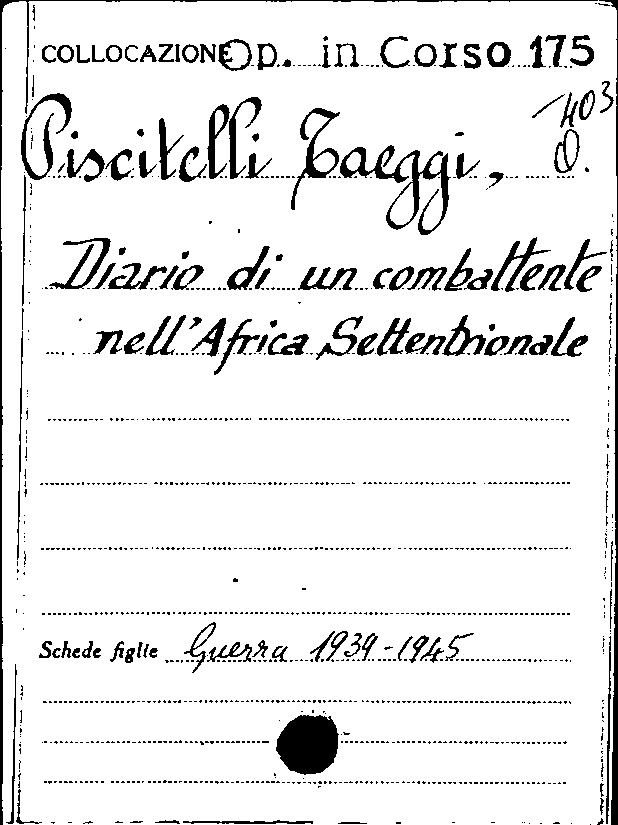 COLLOCAZIONE Op. in Corso 175
403
Piscitelli Taeggi, O.
Diario di un combattente
nell'Africa Settentrionale
Schede figlie Guerra 1939-1945